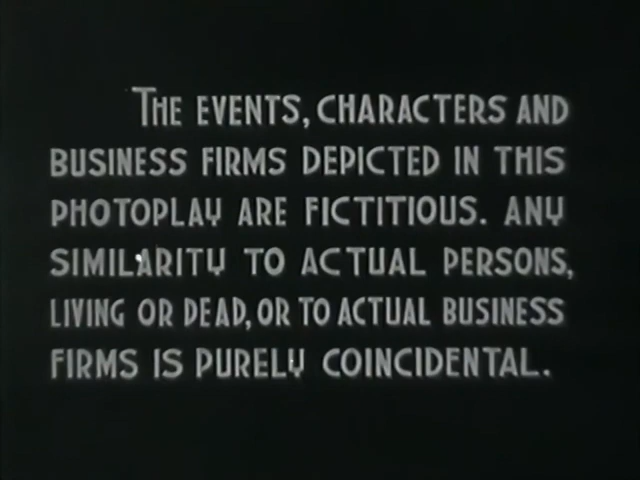 THE EVENTS, CHARACTERS AND
BUSINESS FIRMS DEPICTED IN THIS
PHOTOPLAY ARE FICTITIOUS. ANY
SIMILARITY TO ACTUAL PERSONS,
LIVING OR DEAD, OR TO ACTUAL BUSINESS
FIRMS IS PURELY COINCIDENTAL.